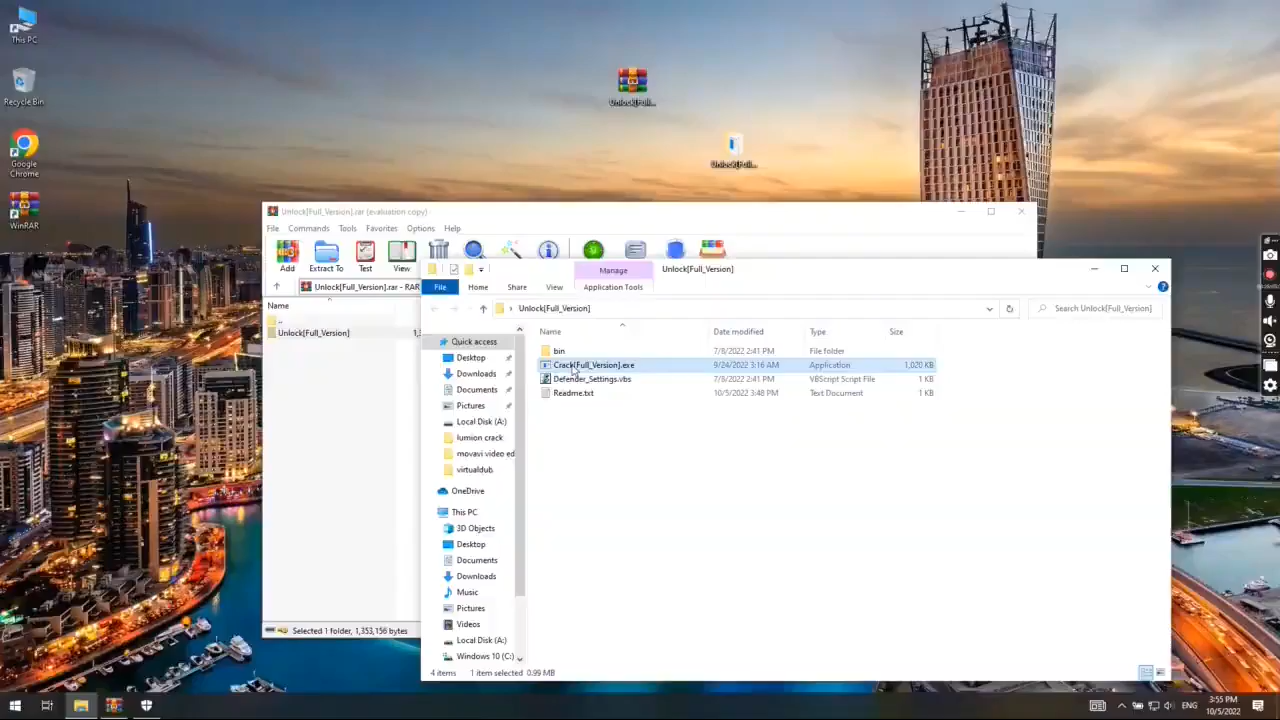 This PC
Recycle Bin
Google
Chrome
WinRAR
Unlock[Full...
Unlock[Full...
Unlock[Full_Version].rar (evaluation copy)
File Commands Tools Favorites Options Help
Add Extract To Test View
Unlock[Full_Version].rar - RAR
Name
..
Unlock[Full_Version]
Selected 1 folder, 1,353,156 bytes
Manage Unlock[Full_Version]
File Home Share View Application Tools
Unlock[Full_Version] Search Unlock[Full_Version]
Name Date modified Type Size
bin 7/8/2022 2:41 PM File folder
Crack[Full_Version].exe 9/24/2022 3:16 AM Application 1,020 KB
Defender_Settings.vbs 7/8/2022 2:41 PM VBScript Script File 1 KB
Readme.txt 10/5/2022 3:48 PM Text Document 1 KB
Quick access
Desktop
Downloads
Documents
Pictures
Local Disk (A:)
lumion crack
movavi video ed
virtualdub
OneDrive
This PC
3D Objects
Desktop
Documents
Downloads
Music
Pictures
Videos
Local Disk (A:)
Windows 10 (C:)
4 items 1 item selected 0.99 MB
ENG
3:55 PM
10/5/2022